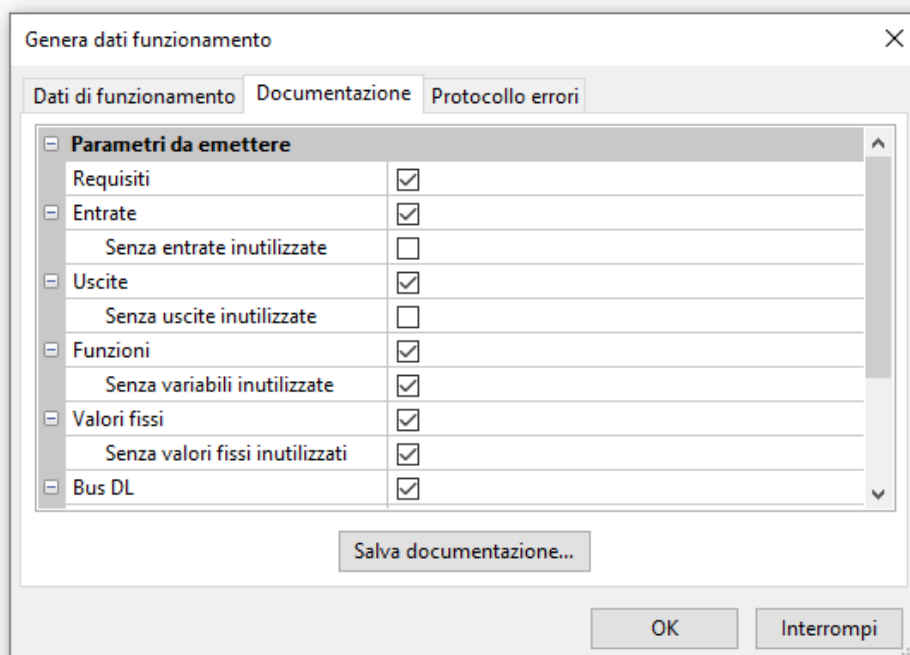 Genera dati funzionamento
Dati di funzionamento Documentazione Protocollo errori
Parametri da emettere
Requisiti
Entrate
Senza entrate inutilizzate
Uscite
Senza uscite inutilizzate
Funzioni
Senza variabili inutilizzate
Valori fissi
Senza valori fissi inutilizzati
Bus DL
Salva documentazione...
OK Interrompi